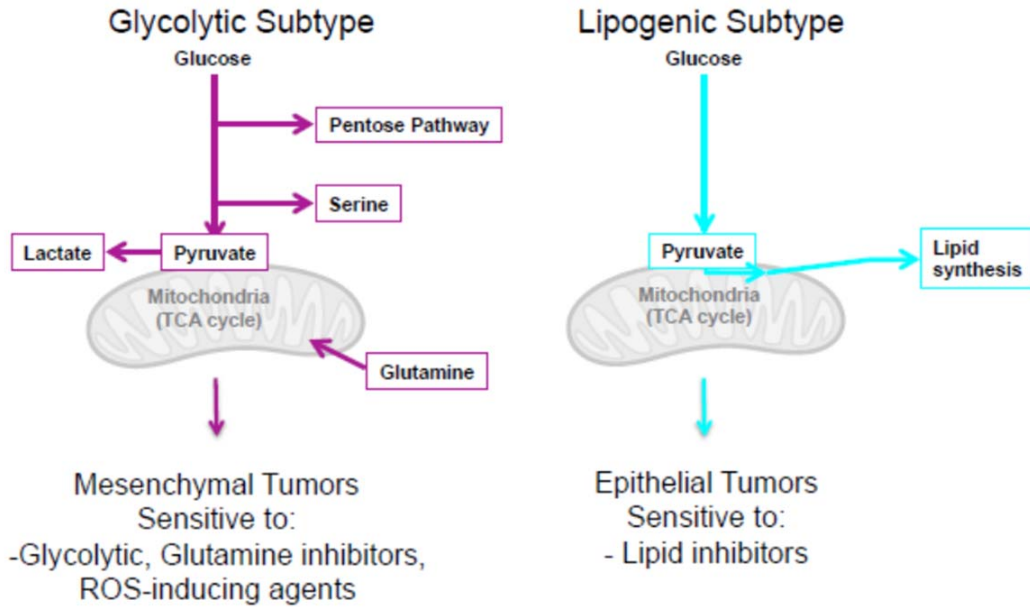 Glycolytic Subtype
Glucose
Pentose Pathway
Serine
Lactate
Pyruvate
Mitochondria
(TCA cycle)
Glutamine
Mesenchymal Tumors
Sensitive to:
-Glycolytic, Glutamine inhibitors,
ROS-inducing agents
Lipogenic Subtype
Glucose
Pyruvate
Lipid
synthesis
Mitochondria
(TCA cycle)
Epithelial Tumors
Sensitive to:
- Lipid inhibitors